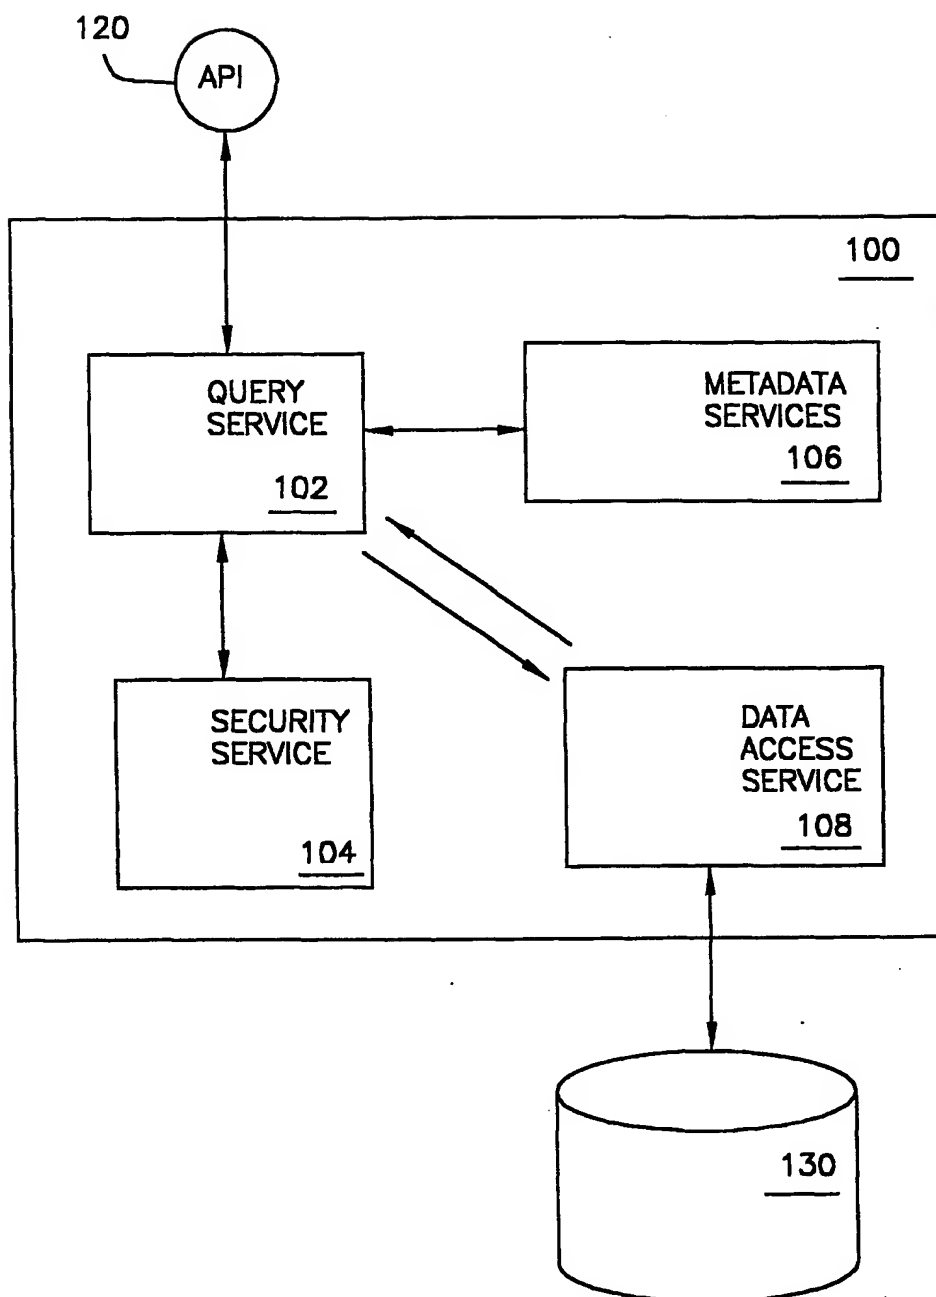 120
API
100
QUERY
SERVICE
102
METADATA
SERVICES
106
SECURITY
SERVICE
104
DATA
ACCESS
SERVICE
108
130